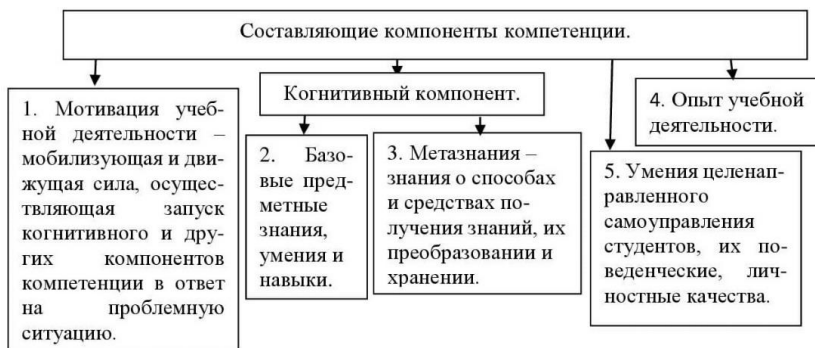 Составляющие компоненты компетенции.
1. Мотивация учеб-
ной деятельности –
мобилизующая и дви-
жущая сила, осущес-
твляющая запуск
когнитивного и дру-
гих компонентов
компетенции в ответ
на проблемную
ситуацию.
Когнитивный компонент.
2. Базо-
вые пред-
метные
знания,
умения и
навыки.
3. Метазнания –
знания о способах
и средствах по-
лучения знаний, их
преобразовании и
хранении.
4. Опыт учебной
деятельности.
5. Умения целена-
правленного
самоуправления
студентов, их по-
веденческие, лич-
ностные качества.